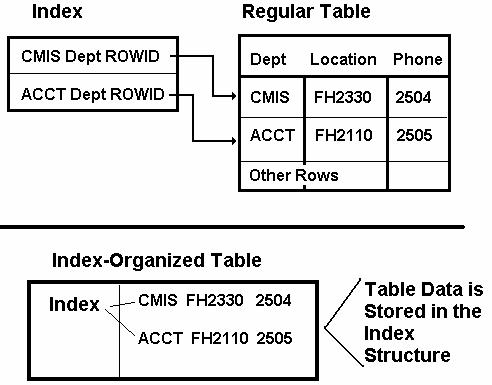 Index
Regular Table
CMIS Dept ROWID
ACCT Dept ROWID
Dept Location Phone
CMIS FH2330 2504
ACCT FH2110 2505
Other Rows
Index-Organized Table
Index
CMIS FH2330 2504
ACCT FH2110 2505
Table Data is
Stored in the
Index
Structure